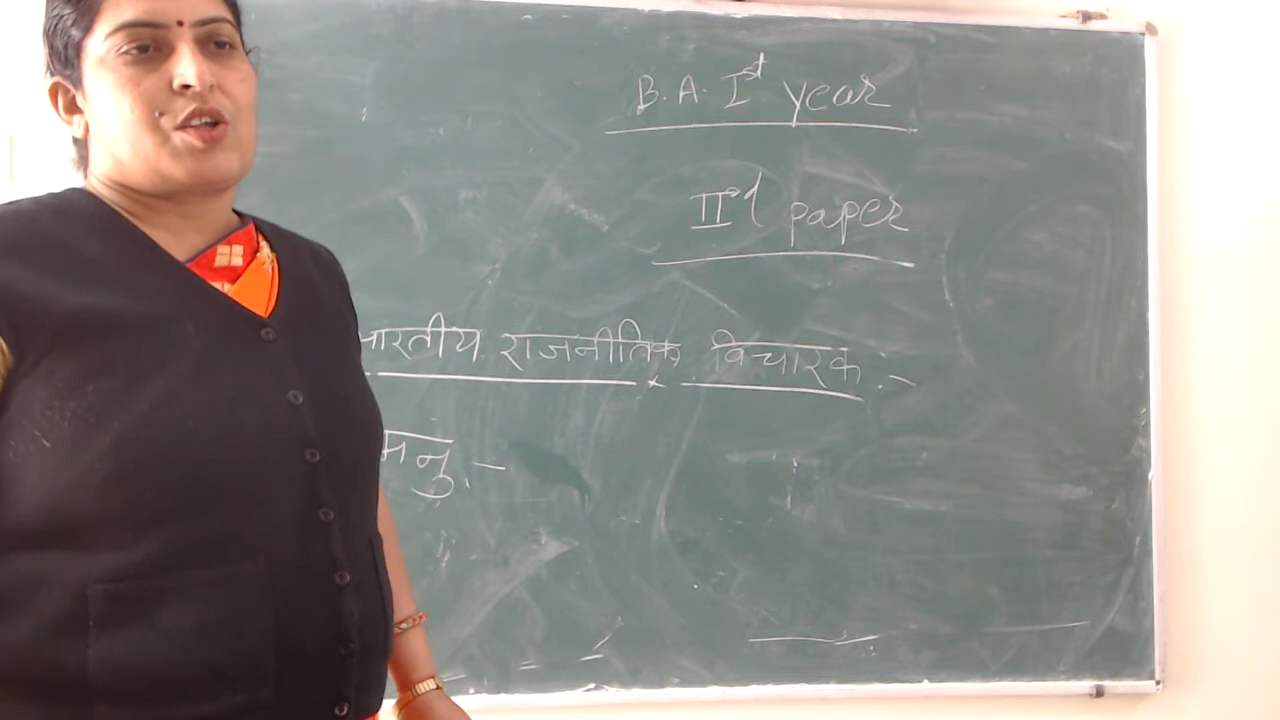 B.A. Ist year
IInd paper
भारतीय राजनीतिक विचारक :-
मनु :-